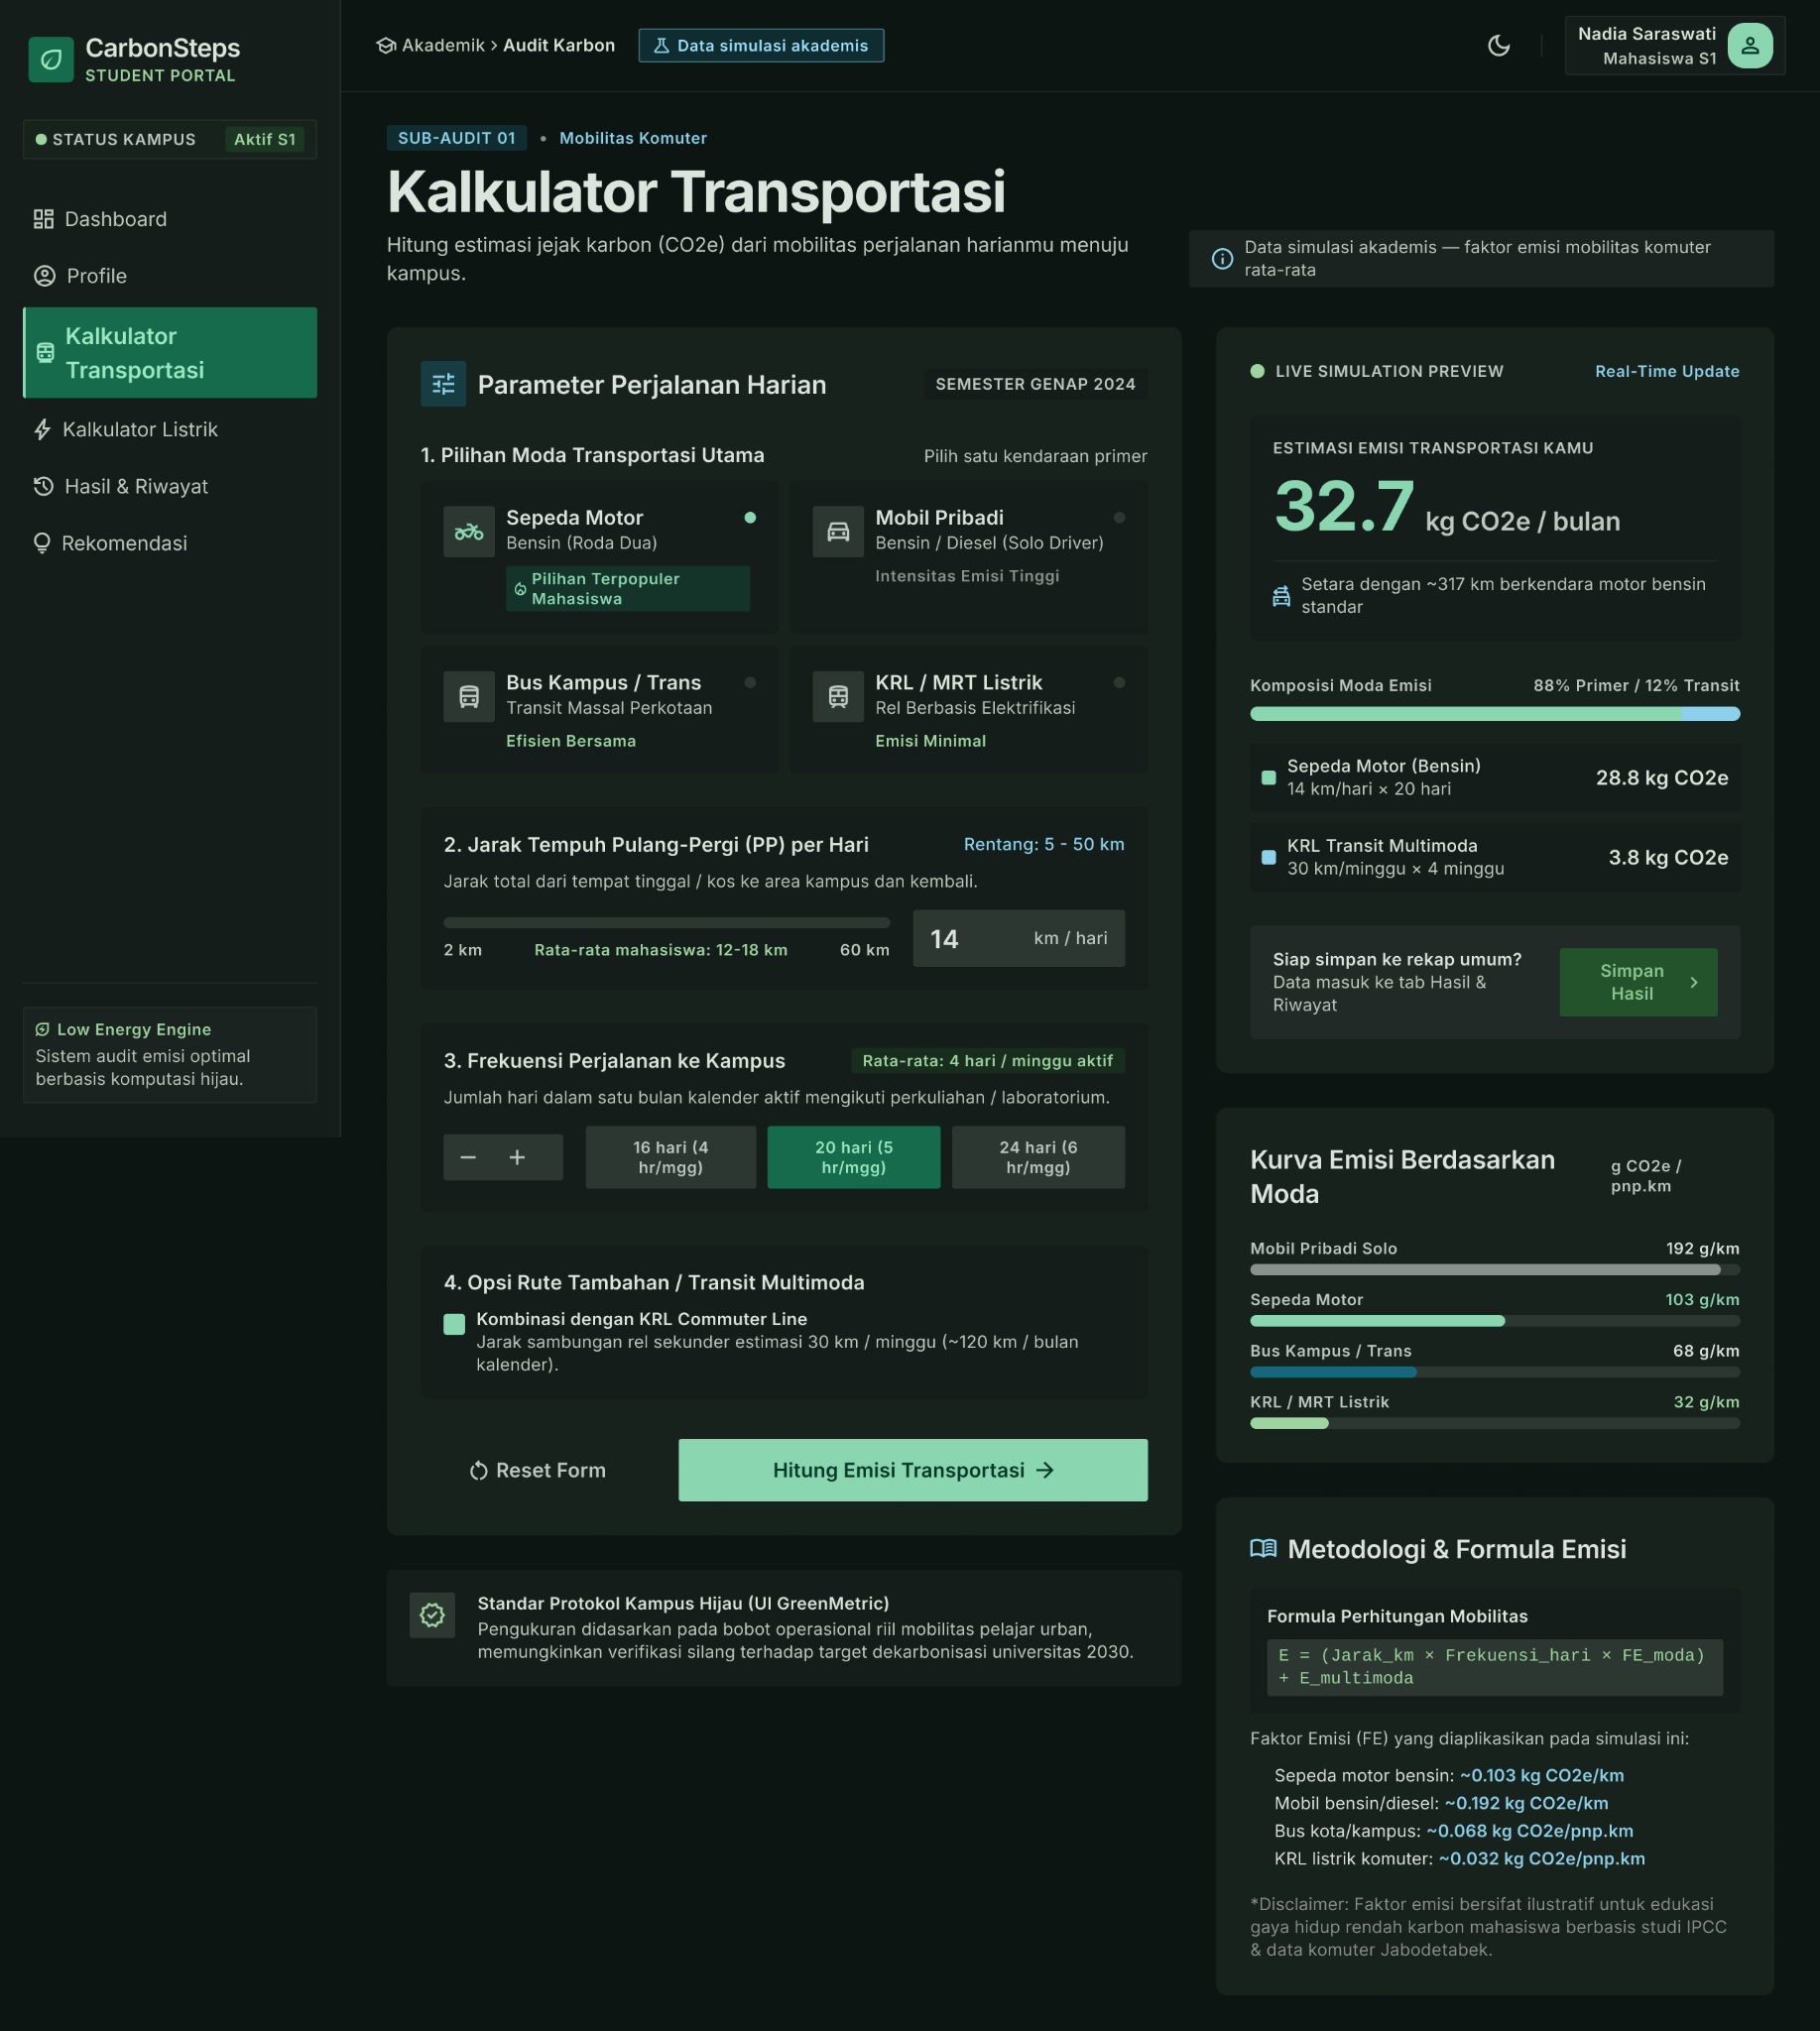 CarbonSteps
STUDENT PORTAL
STATUS KAMPUS
Aktif S1
Dashboard
Profile
Kalkulator
Transportasi
Kalkulator Listrik
Hasil & Riwayat
Rekomendasi
Low Energy Engine
Sistem audit emisi optimal
berbasis komputasi hijau.
Akademik › Audit Karbon
Data simulasi akademis
Nadia Saraswati
Mahasiswa S1
SUB-AUDIT 01 • Mobilitas Komuter
Kalkulator Transportasi
Hitung estimasi jejak karbon (CO2e) dari mobilitas perjalanan harianmu menuju
kampus.
Data simulasi akademis — faktor emisi mobilitas komuter
rata-rata
Parameter Perjalanan Harian
SEMESTER GENAP 2024
1. Pilihan Moda Transportasi Utama
Pilih satu kendaraan primer
Sepeda Motor
Bensin (Roda Dua)
Pilihan Terpopuler
Mahasiswa
Mobil Pribadi
Bensin / Diesel (Solo Driver)
Intensitas Emisi Tinggi
Bus Kampus / Trans
Transit Massal Perkotaan
Efisien Bersama
KRL / MRT Listrik
Rel Berbasis Elektrifikasi
Emisi Minimal
2. Jarak Tempuh Pulang-Pergi (PP) per Hari
Rentang: 5 - 50 km
Jarak total dari tempat tinggal / kos ke area kampus dan kembali.
2 km
Rata-rata mahasiswa: 12-18 km
60 km
14
km / hari
3. Frekuensi Perjalanan ke Kampus
Rata-rata: 4 hari / minggu aktif
Jumlah hari dalam satu bulan kalender aktif mengikuti perkuliahan / laboratorium.
− +
16 hari (4
hr/mgg)
20 hari (5
hr/mgg)
24 hari (6
hr/mgg)
4. Opsi Rute Tambahan / Transit Multimoda
Kombinasi dengan KRL Commuter Line
Jarak sambungan rel sekunder estimasi 30 km / minggu (~120 km / bulan
kalender).
Reset Form
Hitung Emisi Transportasi →
Standar Protokol Kampus Hijau (UI GreenMetric)
Pengukuran didasarkan pada bobot operasional riil mobilitas pelajar urban,
memungkinkan verifikasi silang terhadap target dekarbonisasi universitas 2030.
LIVE SIMULATION PREVIEW
Real-Time Update
ESTIMASI EMISI TRANSPORTASI KAMU
32.7 kg CO2e / bulan
Setara dengan ~317 km berkendara motor bensin
standar
Komposisi Moda Emisi
88% Primer / 12% Transit
Sepeda Motor (Bensin)
14 km/hari × 20 hari
28.8 kg CO2e
KRL Transit Multimoda
30 km/minggu × 4 minggu
3.8 kg CO2e
Siap simpan ke rekap umum?
Data masuk ke tab Hasil &
Riwayat
Simpan
Hasil
Kurva Emisi Berdasarkan
Moda
g CO2e /
pnp.km
Mobil Pribadi Solo
192 g/km
Sepeda Motor
103 g/km
Bus Kampus / Trans
68 g/km
KRL / MRT Listrik
32 g/km
Metodologi & Formula Emisi
Formula Perhitungan Mobilitas
E = (Jarak_km × Frekuensi_hari × FE_moda)
+ E_multimoda
Faktor Emisi (FE) yang diaplikasikan pada simulasi ini:
Sepeda motor bensin: ~0.103 kg CO2e/km
Mobil bensin/diesel: ~0.192 kg CO2e/km
Bus kota/kampus: ~0.068 kg CO2e/pnp.km
KRL listrik komuter: ~0.032 kg CO2e/pnp.km
*Disclaimer: Faktor emisi bersifat ilustratif untuk edukasi
gaya hidup rendah karbon mahasiswa berbasis studi IPCC
& data komuter Jabodetabek.